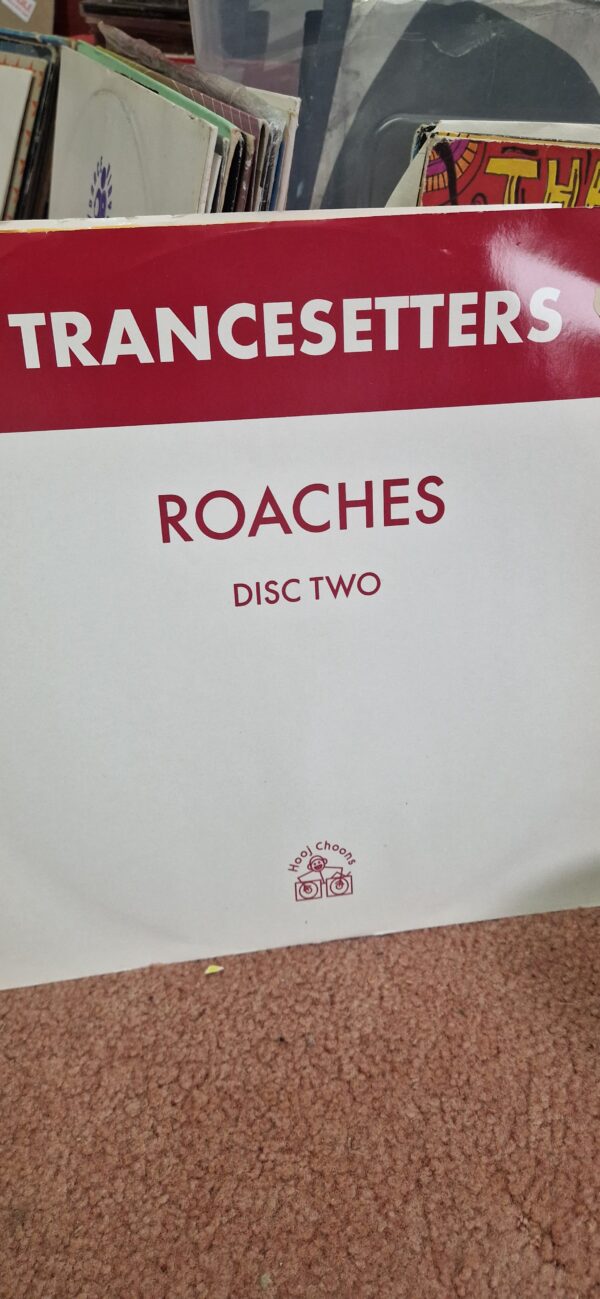 TRANCESETTERS
ROACHES
DISC TWO
Hooj Choons